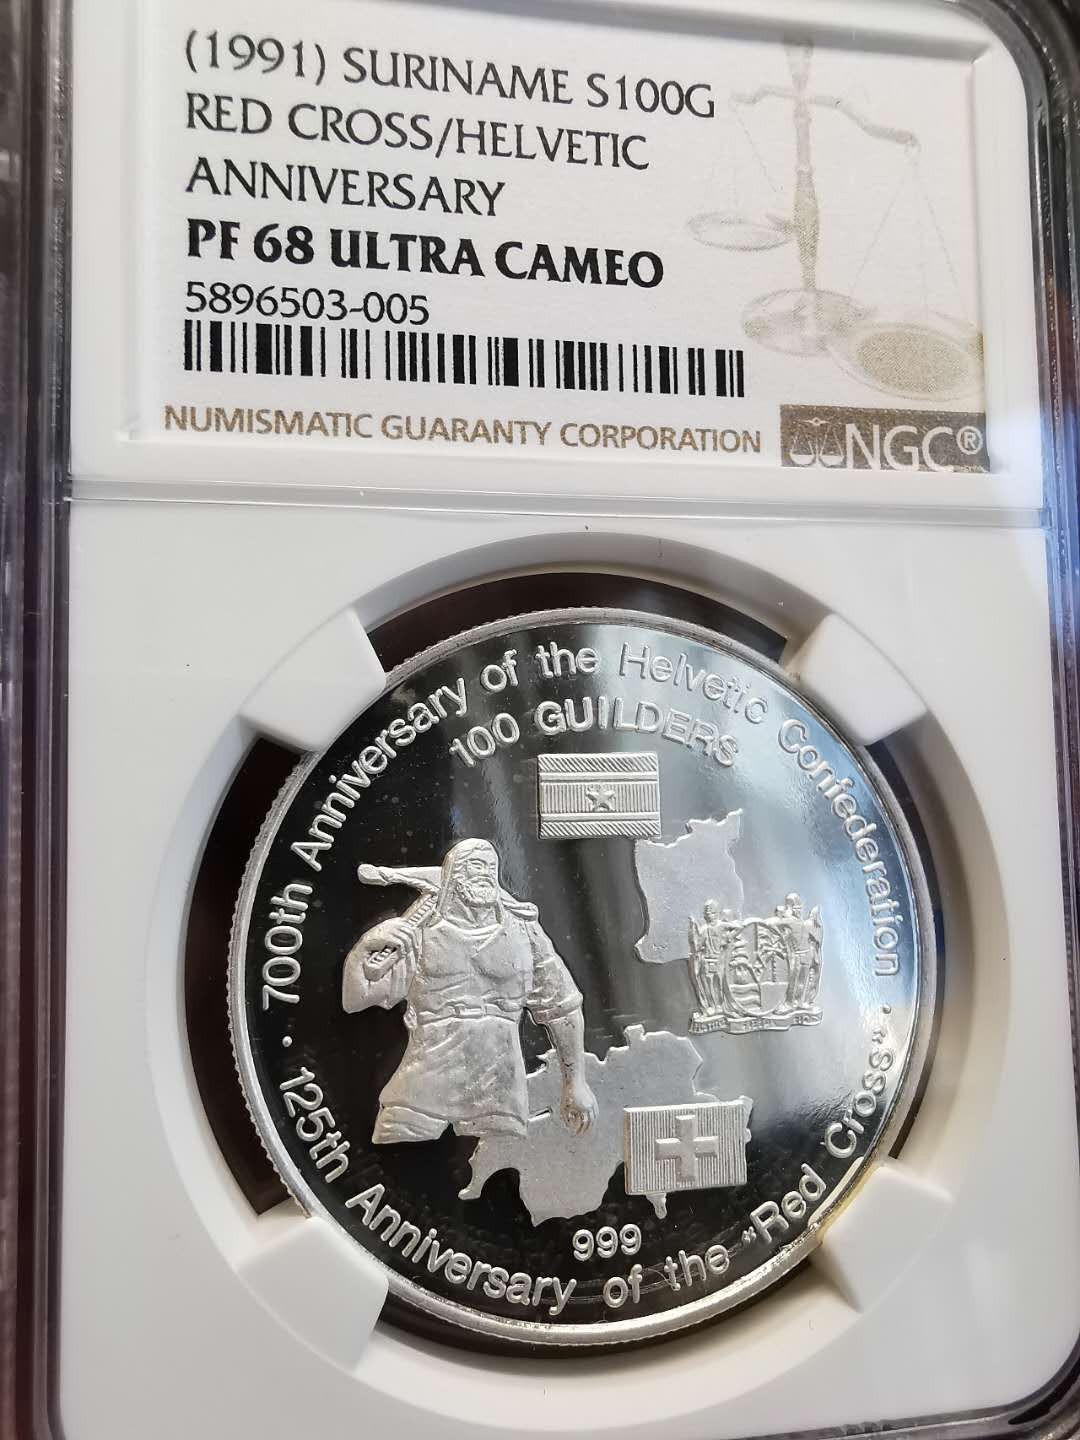 (1991) SURINAME S100G
RED CROSS/HELVETIC
ANNIVERSARY
PF 68 ULTRA CAMEO
5896503-005
NUMISMATIC GUARANTY CORPORATION
NGC®
· 700th Anniversary of the Helvetic Confederation ·
100 GUILDERS
999
125th Anniversary of the «Red Cross»